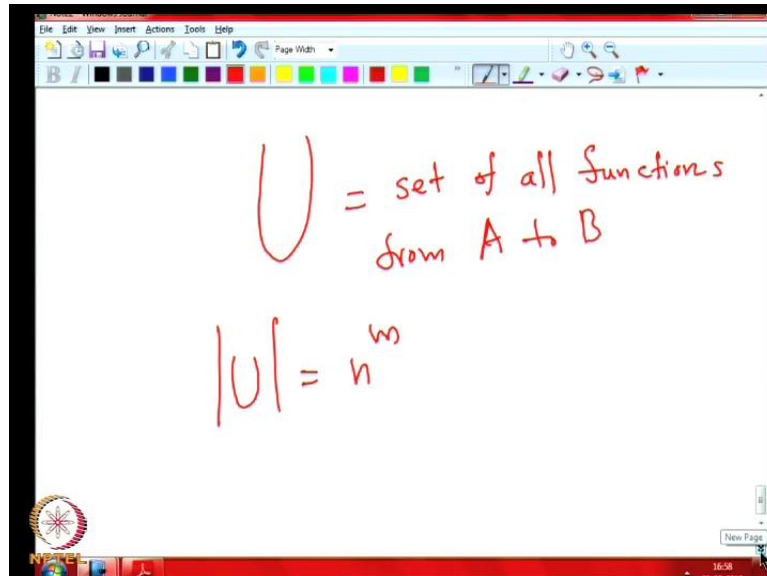 File Edit View Insert Actions Tools Help
Page Width
B I
U = set of all functions
from A to B
|U| = n^m
New Page
NPTEL
16:58